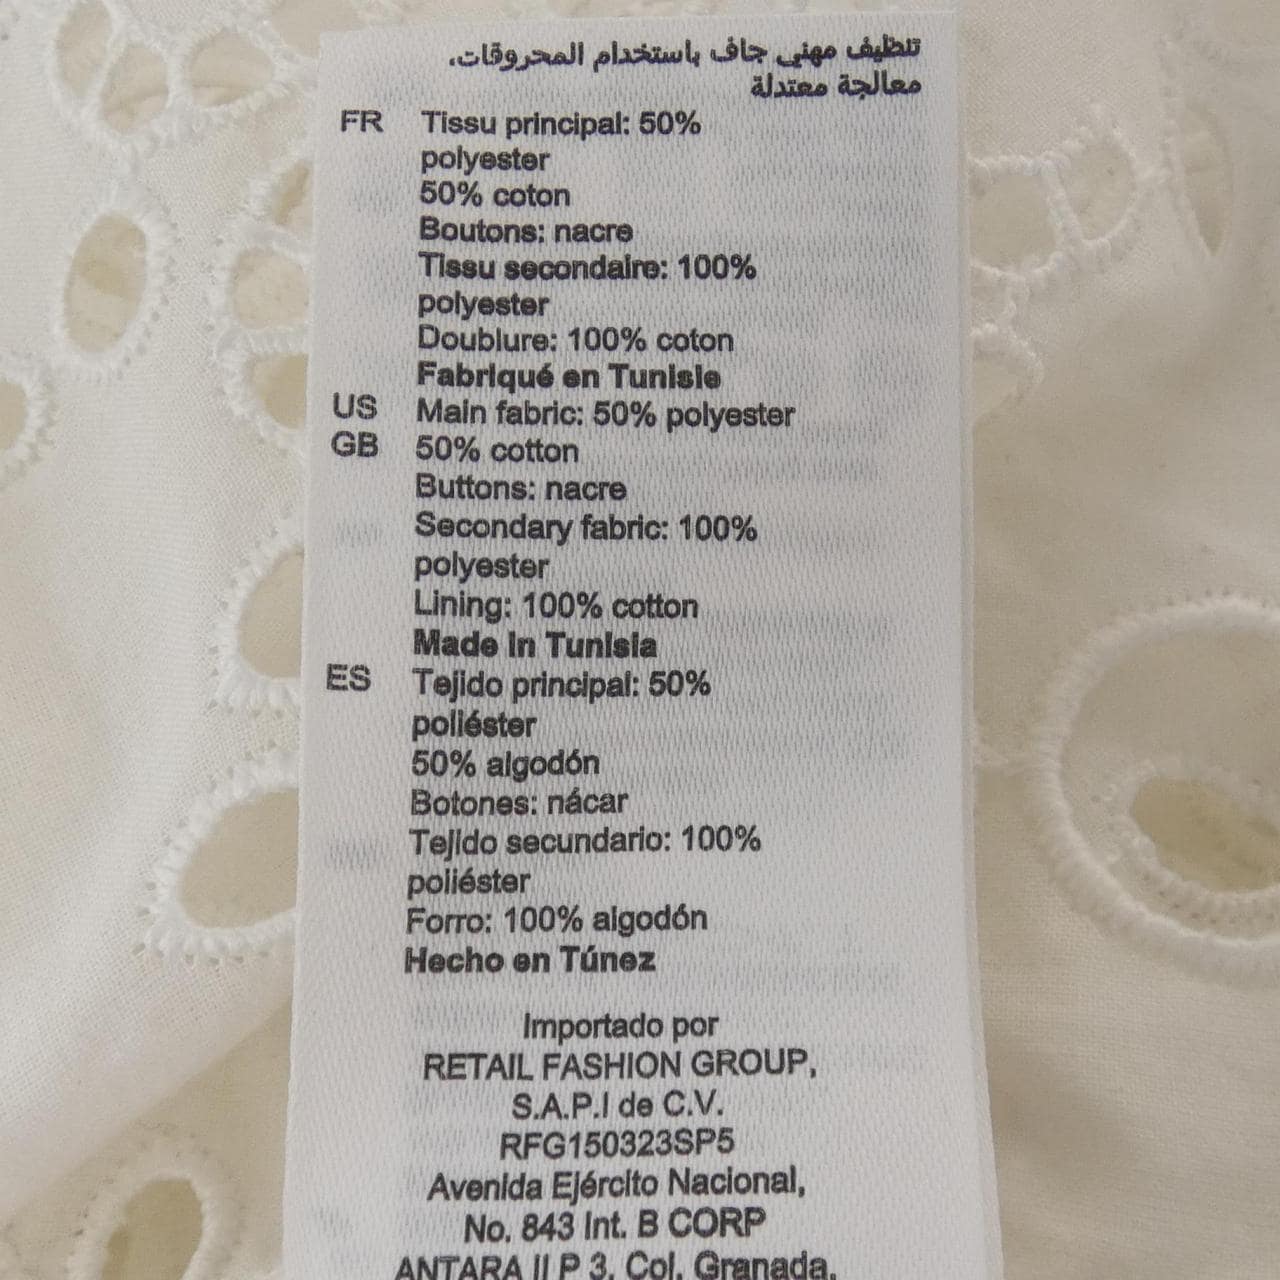 تنظيف مهني جاف باستخدام المحروقات،
معالجة معتدلة
FR Tissu principal: 50%
polyester
50% coton
Boutons: nacre
Tissu secondaire: 100%
polyester
Doublure: 100% coton
Fabriqué en Tunisie
US Main fabric: 50% polyester
GB 50% cotton
Buttons: nacre
Secondary fabric: 100%
polyester
Lining: 100% cotton
Made in Tunisia
ES Tejido principal: 50%
poliéster
50% algodón
Botones: nácar
Tejido secundario: 100%
poliéster
Forro: 100% algodón
Hecho en Túnez
Importado por
RETAIL FASHION GROUP,
S.A.P.I de C.V.
RFG150323SP5
Avenida Ejército Nacional,
No. 843 Int. B CORP
ANTARA II P 3, Col. Granada,